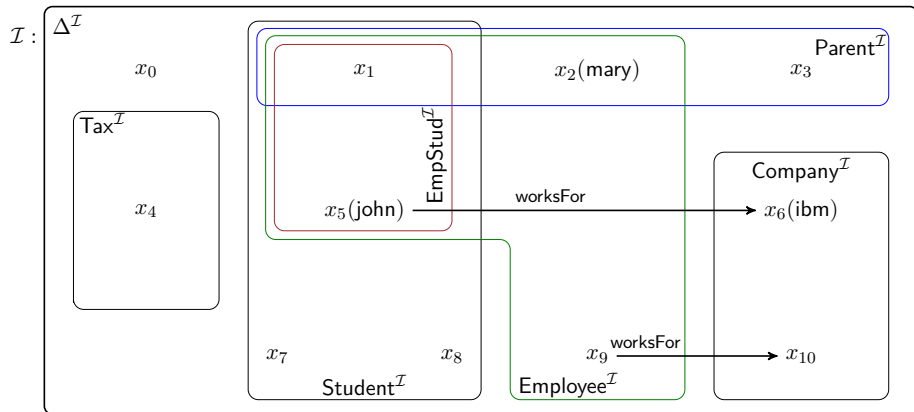 𝓘 :
Δ^𝓘
Parent^𝓘
x₀
x₁
x₂(mary)
x₃
Tax^𝓘
EmpStud^𝓘
Company^𝓘
x₄
x₅(john)
worksFor
x₆(ibm)
worksFor
x₇
x₈
x₉
x₁₀
Student^𝓘
Employee^𝓘